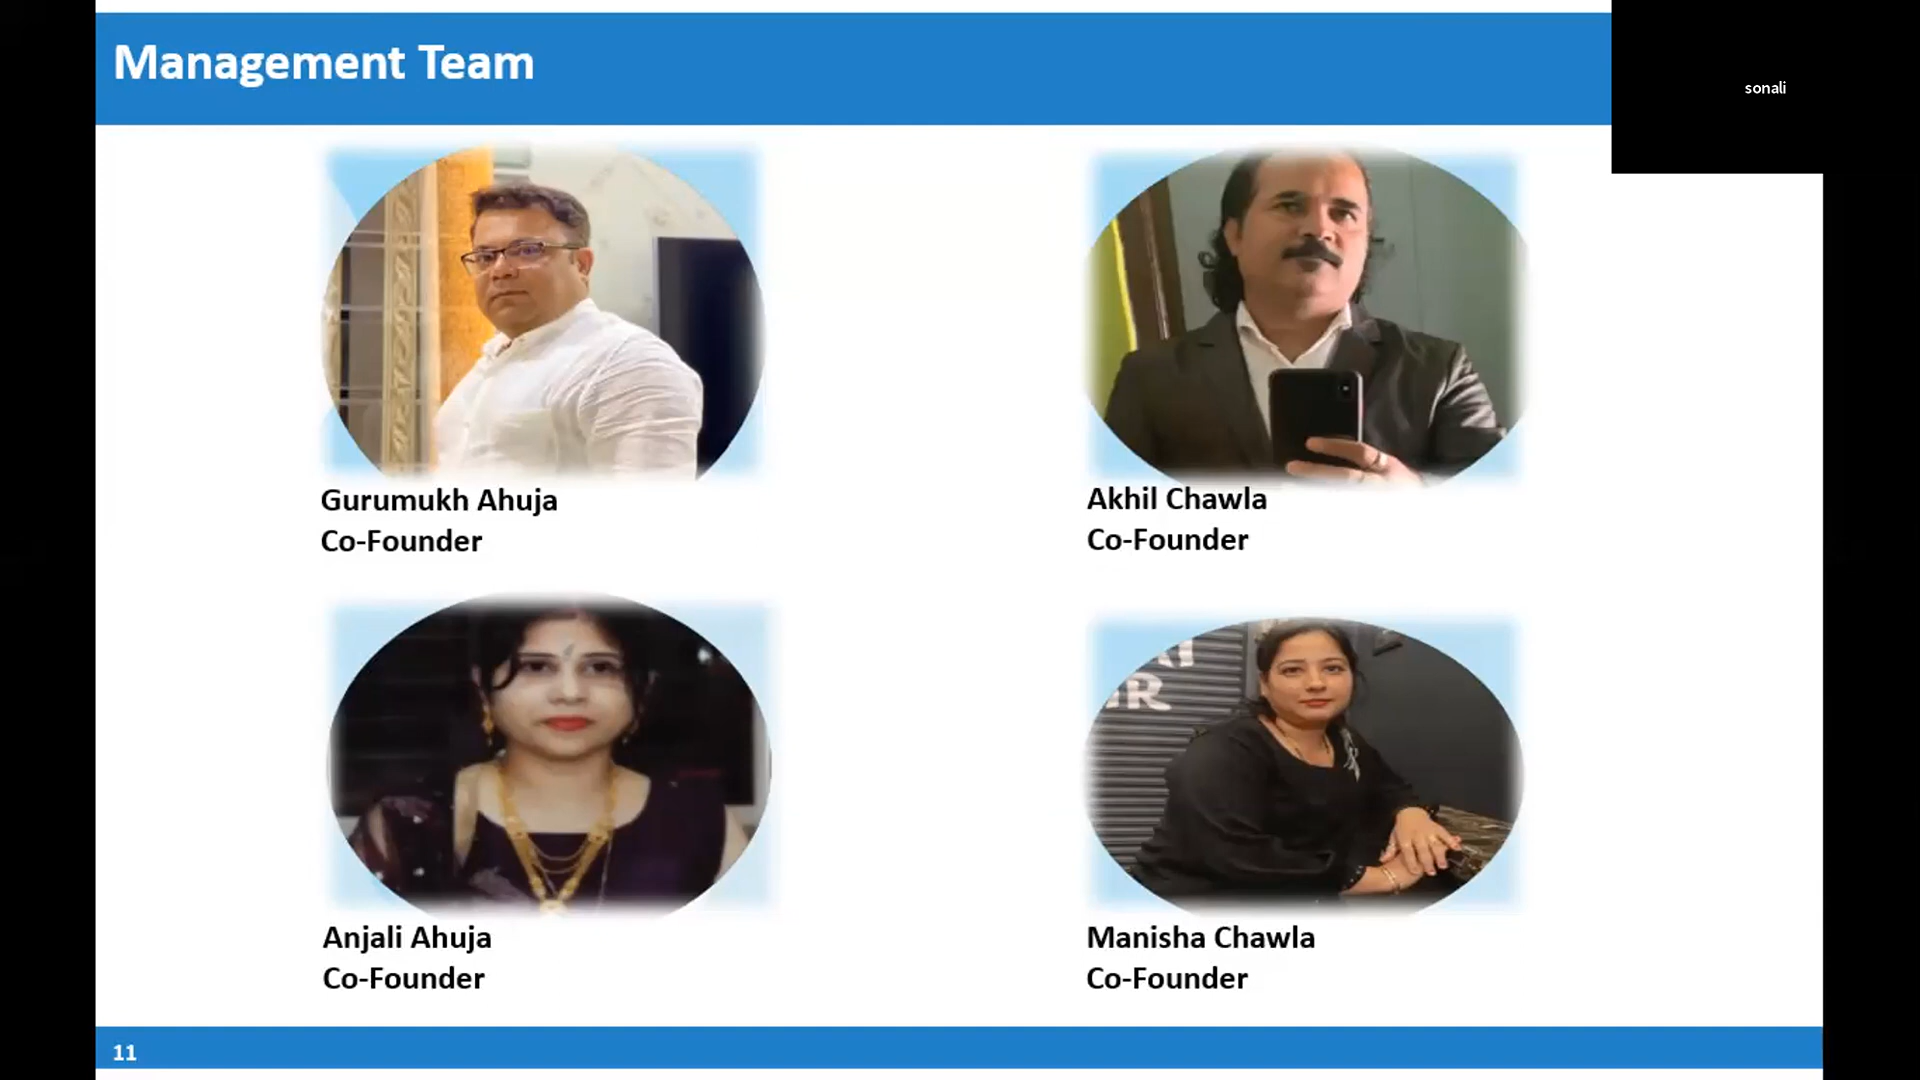 Management Team
sonali
Gurumukh Ahuja
Co-Founder
Akhil Chawla
Co-Founder
Anjali Ahuja
Co-Founder
Manisha Chawla
Co-Founder
11